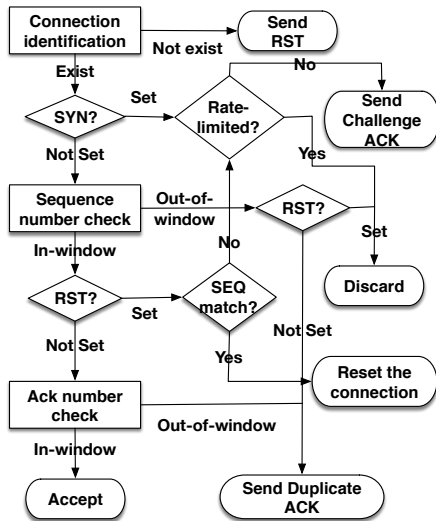 Connection
identification
Send
RST
Not exist
Exist
No
SYN?
Set
Rate-
limited?
Send
Challenge
ACK
Not Set
Yes
Sequence
number check
Out-of-
window
RST?
Set
In-window
No
Discard
RST?
Set
SEQ
match?
Not Set
Not Set
Yes
Reset the
connection
Ack number
check
Out-of-window
In-window
Accept
Send Duplicate
ACK